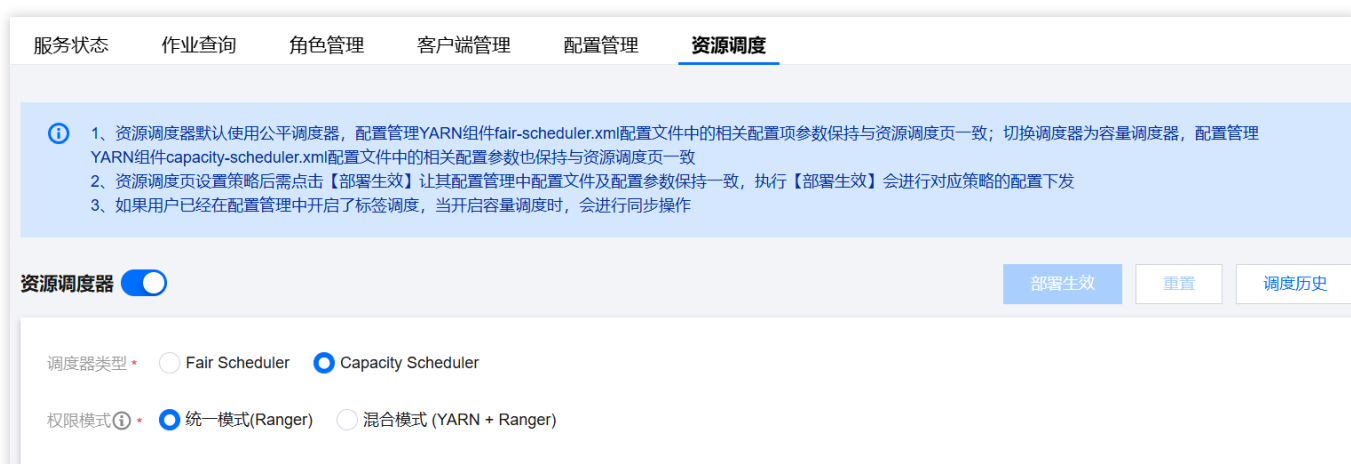 服务状态 作业查询 角色管理 客户端管理 配置管理 资源调度
1、资源调度器默认使用公平调度器，配置管理YARN组件fair-scheduler.xml配置文件中的相关配置项参数保持与资源调度页一致；切换调度器为容量调度器，配置管理
YARN组件capacity-scheduler.xml配置文件中的相关配置参数也保持与资源调度页一致
2、资源调度页设置策略后需点击【部署生效】让其配置管理中配置文件及配置参数保持一致，执行【部署生效】会进行对应策略的配置下发
3、如果用户已经在配置管理中开启了标签调度，当开启容量调度时，会进行同步操作
资源调度器 部署生效 重置 调度历史
调度器类型 * Fair Scheduler Capacity Scheduler
权限模式 * 统一模式(Ranger) 混合模式 (YARN + Ranger)